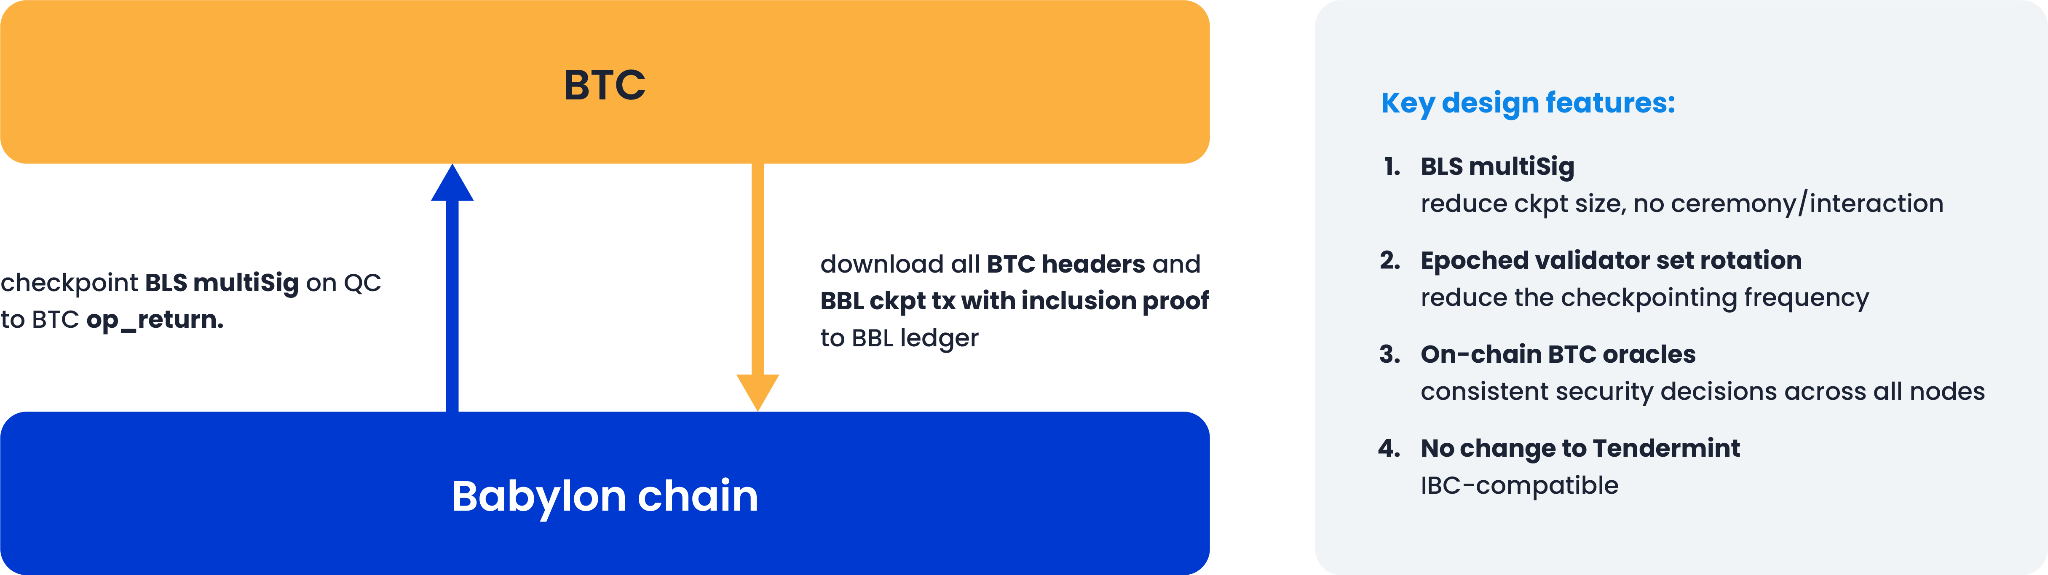 BTC
checkpoint BLS multiSig on QC
to BTC op_return.
download all BTC headers and
BBL ckpt tx with inclusion proof
to BBL ledger
Babylon chain
Key design features:
1. BLS multiSig
reduce ckpt size, no ceremony/interaction
2. Epoched validator set rotation
reduce the checkpointing frequency
3. On-chain BTC oracles
consistent security decisions across all nodes
4. No change to Tendermint
IBC-compatible